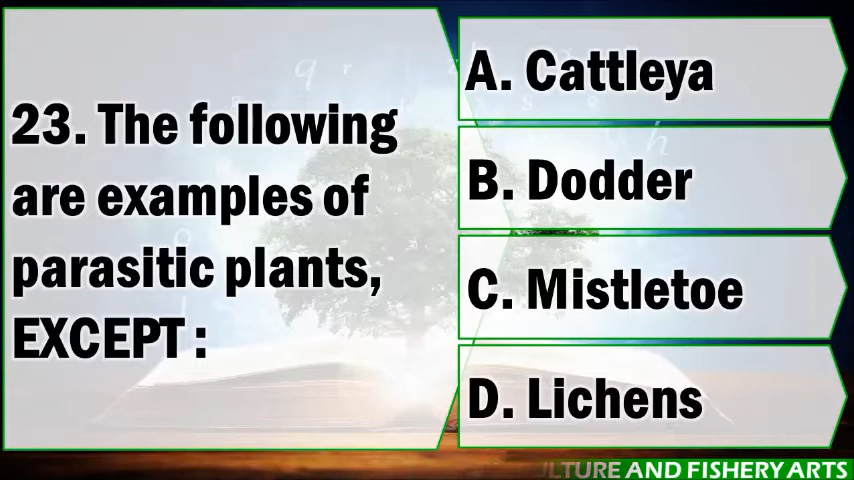 23. The following
are examples of
parasitic plants,
EXCEPT :
A. Cattleya
B. Dodder
C. Mistletoe
D. Lichens
AND FISHERY ARTS